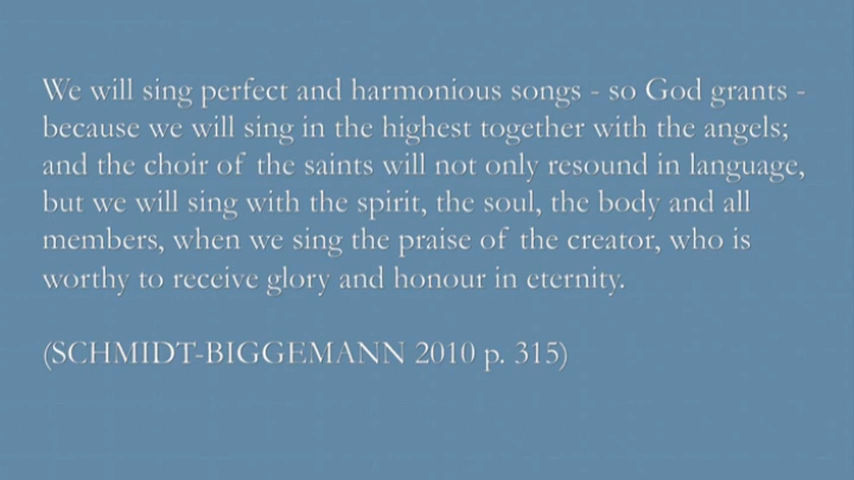 We will sing perfect and harmonious songs - so God grants -
because we will sing in the highest together with the angels;
and the choir of the saints will not only resound in language,
but we will sing with the spirit, the soul, the body and all
members, when we sing the praise of the creator, who is
worthy to receive glory and honour in eternity.
(SCHMIDT-BIGGEMANN 2010 p. 315)